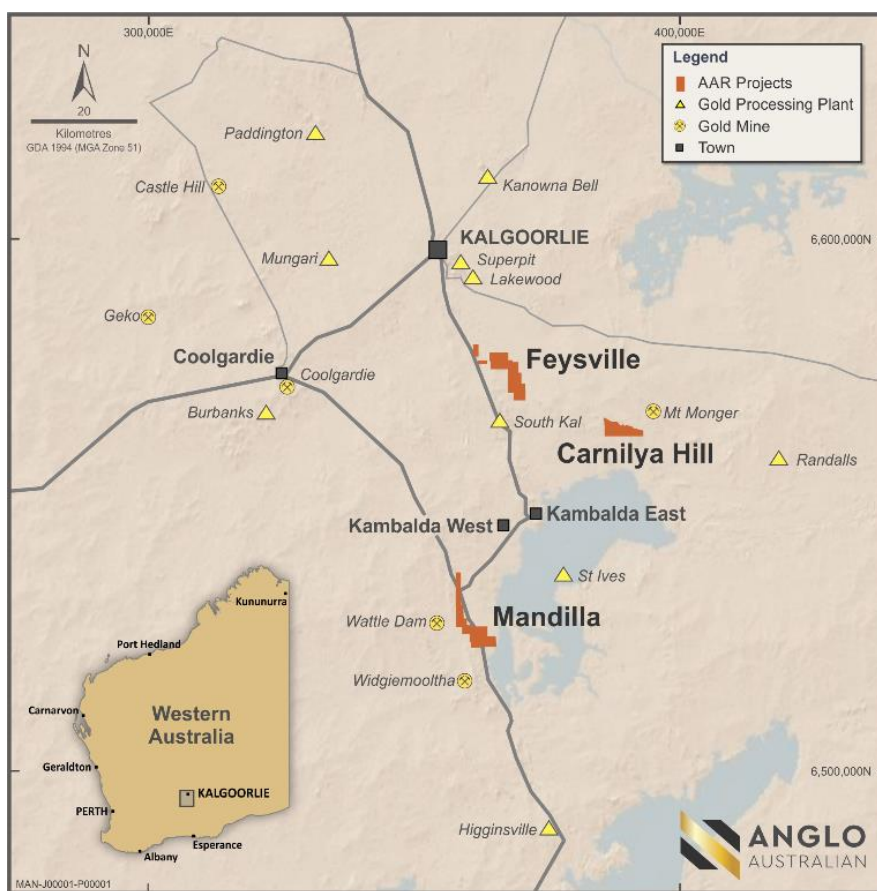 300,000E
400,000E
N
20
Kilometres
GDA 1994 (MGA Zone 51)
Legend
AAR Projects
Gold Processing Plant
Gold Mine
Town
Paddington
Castle Hill
Kanowna Bell
KALGOORLIE
6,600,000N
Mungari
Superpit
Lakewood
Geko
Coolgardie
Coolgardie
Feysville
Burbanks
South Kal
Mt Monger
Carnilya Hill
Randalls
Kambalda West
Kambalda East
St Ives
Wattle Dam
Mandilla
Widgiemooltha
Kununurra
Port Hedland
Carnarvon
Western
Australia
Geraldton
KALGOORLIE
PERTH
Esperance
Albany
6,500,000N
Higginsville
ANGLO
AUSTRALIAN
MAN-J00001-P00001